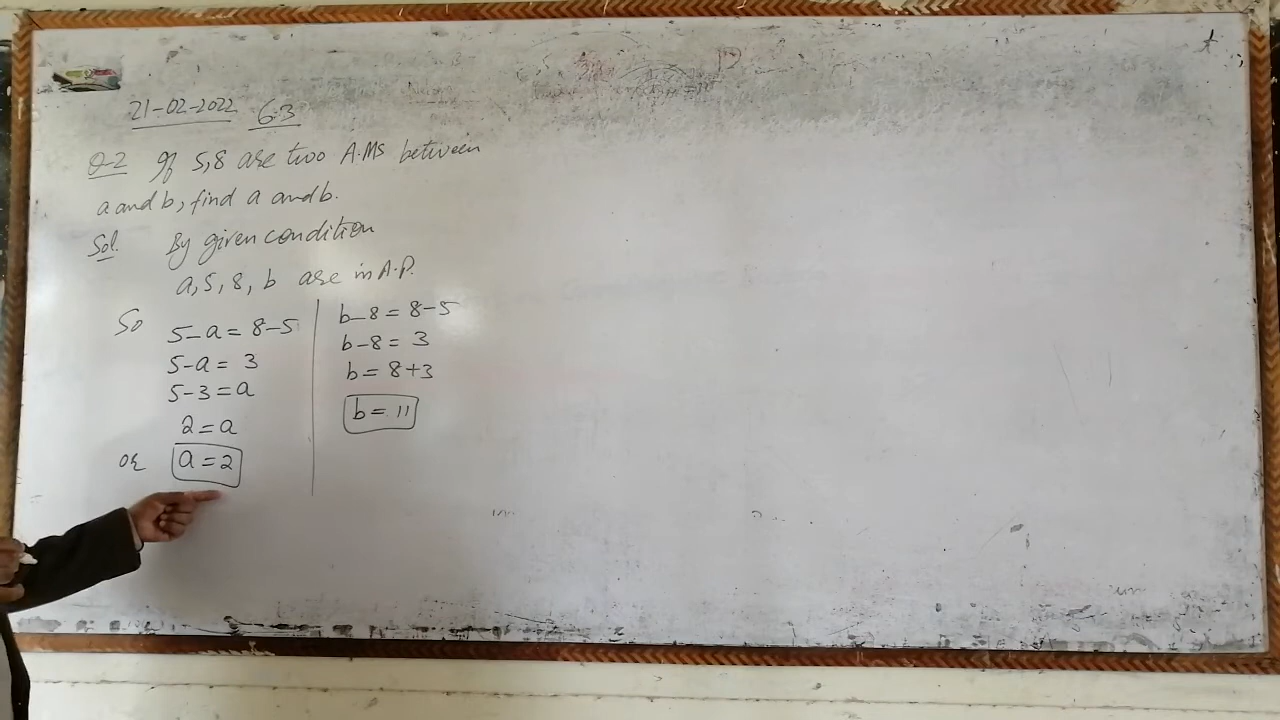 21-02-2022 6.3
Q-2 If 5,8 are two A.Ms between
a and b, find a and b.
Sol. By given condition
a, 5, 8, b are in A.P.
So 5-a = 8-5
5-a = 3
5-3 = a
2 = a
or a = 2
b-8 = 8-5
b-8 = 3
b = 8+3
b = 11